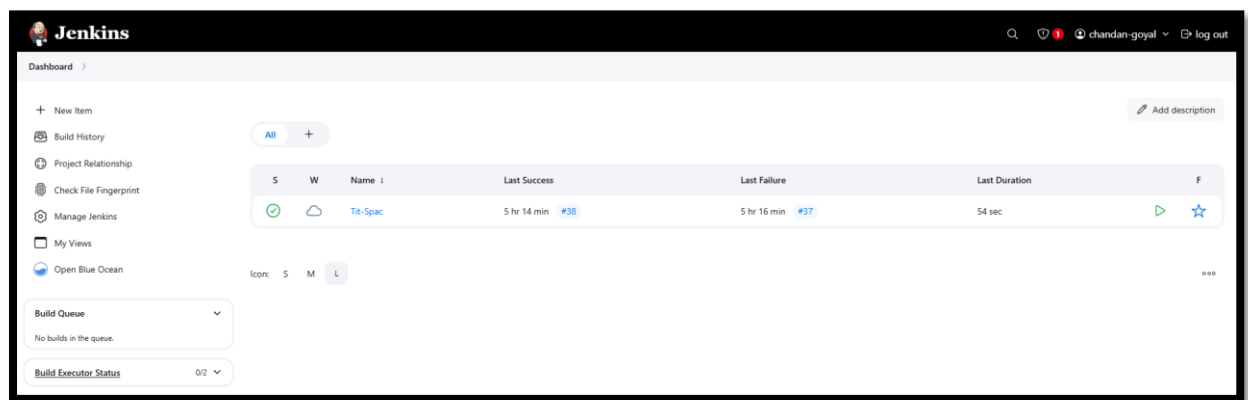 Jenkins
1 chandan-goyal log out
Dashboard
New Item
Build History
Project Relationship
Check File Fingerprint
Manage Jenkins
My Views
Open Blue Ocean
Build Queue
No builds in the queue.
Build Executor Status 0/2
Add description
All +
S W Name ↓ Last Success Last Failure Last Duration F
Tit-Spac 5 hr 14 min #38 5 hr 16 min #37 54 sec
Icon: S M L